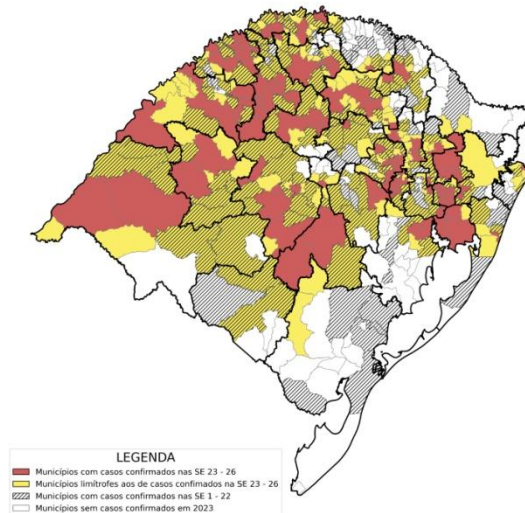 LEGENDA
Municípios com casos confirmados nas SE 23 - 26
Municípios limítrofes aos de casos confirmados na SE 23 - 26
Municípios com casos confirmados nas SE 1 - 22
Municípios sem casos confirmados em 2023